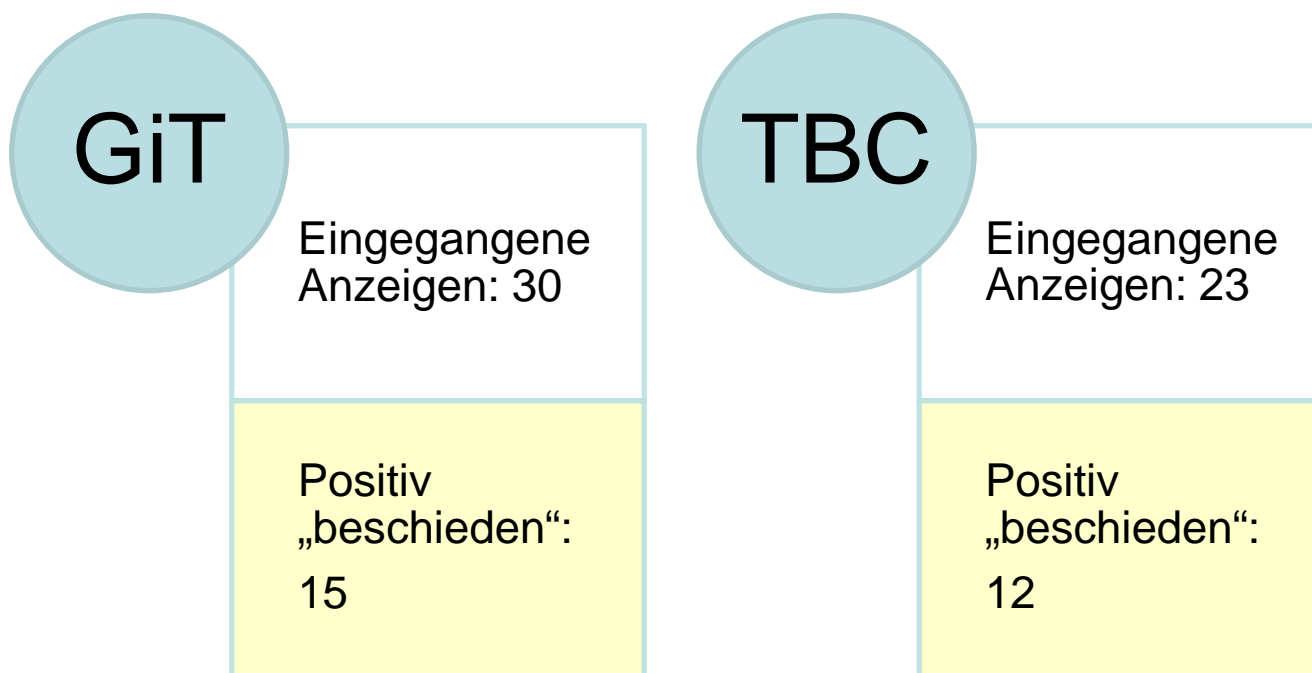 GiT
Eingegangene
Anzeigen: 30
Positiv
„beschieden“:
15
TBC
Eingegangene
Anzeigen: 23
Positiv
„beschieden“:
12